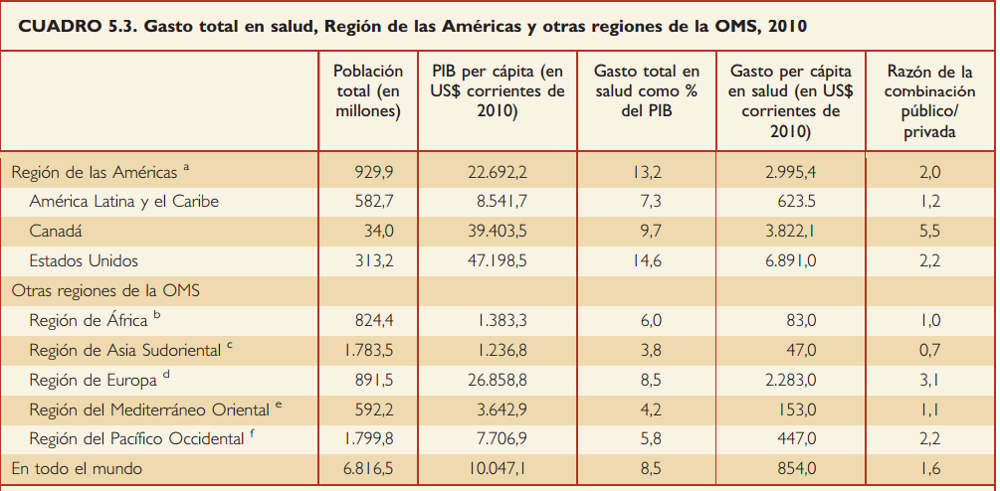 CUADRO 5.3. Gasto total en salud, Región de las Américas y otras regiones de la OMS, 2010
Población total (en millones) PIB per cápita (en US$ corrientes de 2010) Gasto total en salud como % del PIB Gasto per cápita en salud (en US$ corrientes de 2010) Razón de la combinación público/ privada
Región de las Américas a 929,9 22.692,2 13,2 2.995,4 2,0
América Latina y el Caribe 582,7 8.541,7 7,3 623.5 1,2
Canadá 34,0 39.403,5 9,7 3.822,1 5,5
Estados Unidos 313,2 47.198,5 14,6 6.891,0 2,2
Otras regiones de la OMS
Región de África b 824,4 1.383,3 6,0 83,0 1,0
Región de Asia Sudoriental c 1.783,5 1.236,8 3,8 47,0 0,7
Región de Europa d 891,5 26.858,8 8,5 2.283,0 3,1
Región del Mediterráneo Oriental e 592,2 3.642,9 4,2 153,0 1,1
Región del Pacífico Occidental f 1.799,8 7.706,9 5,8 447,0 2,2
En todo el mundo 6.816,5 10.047,1 8,5 854,0 1,6